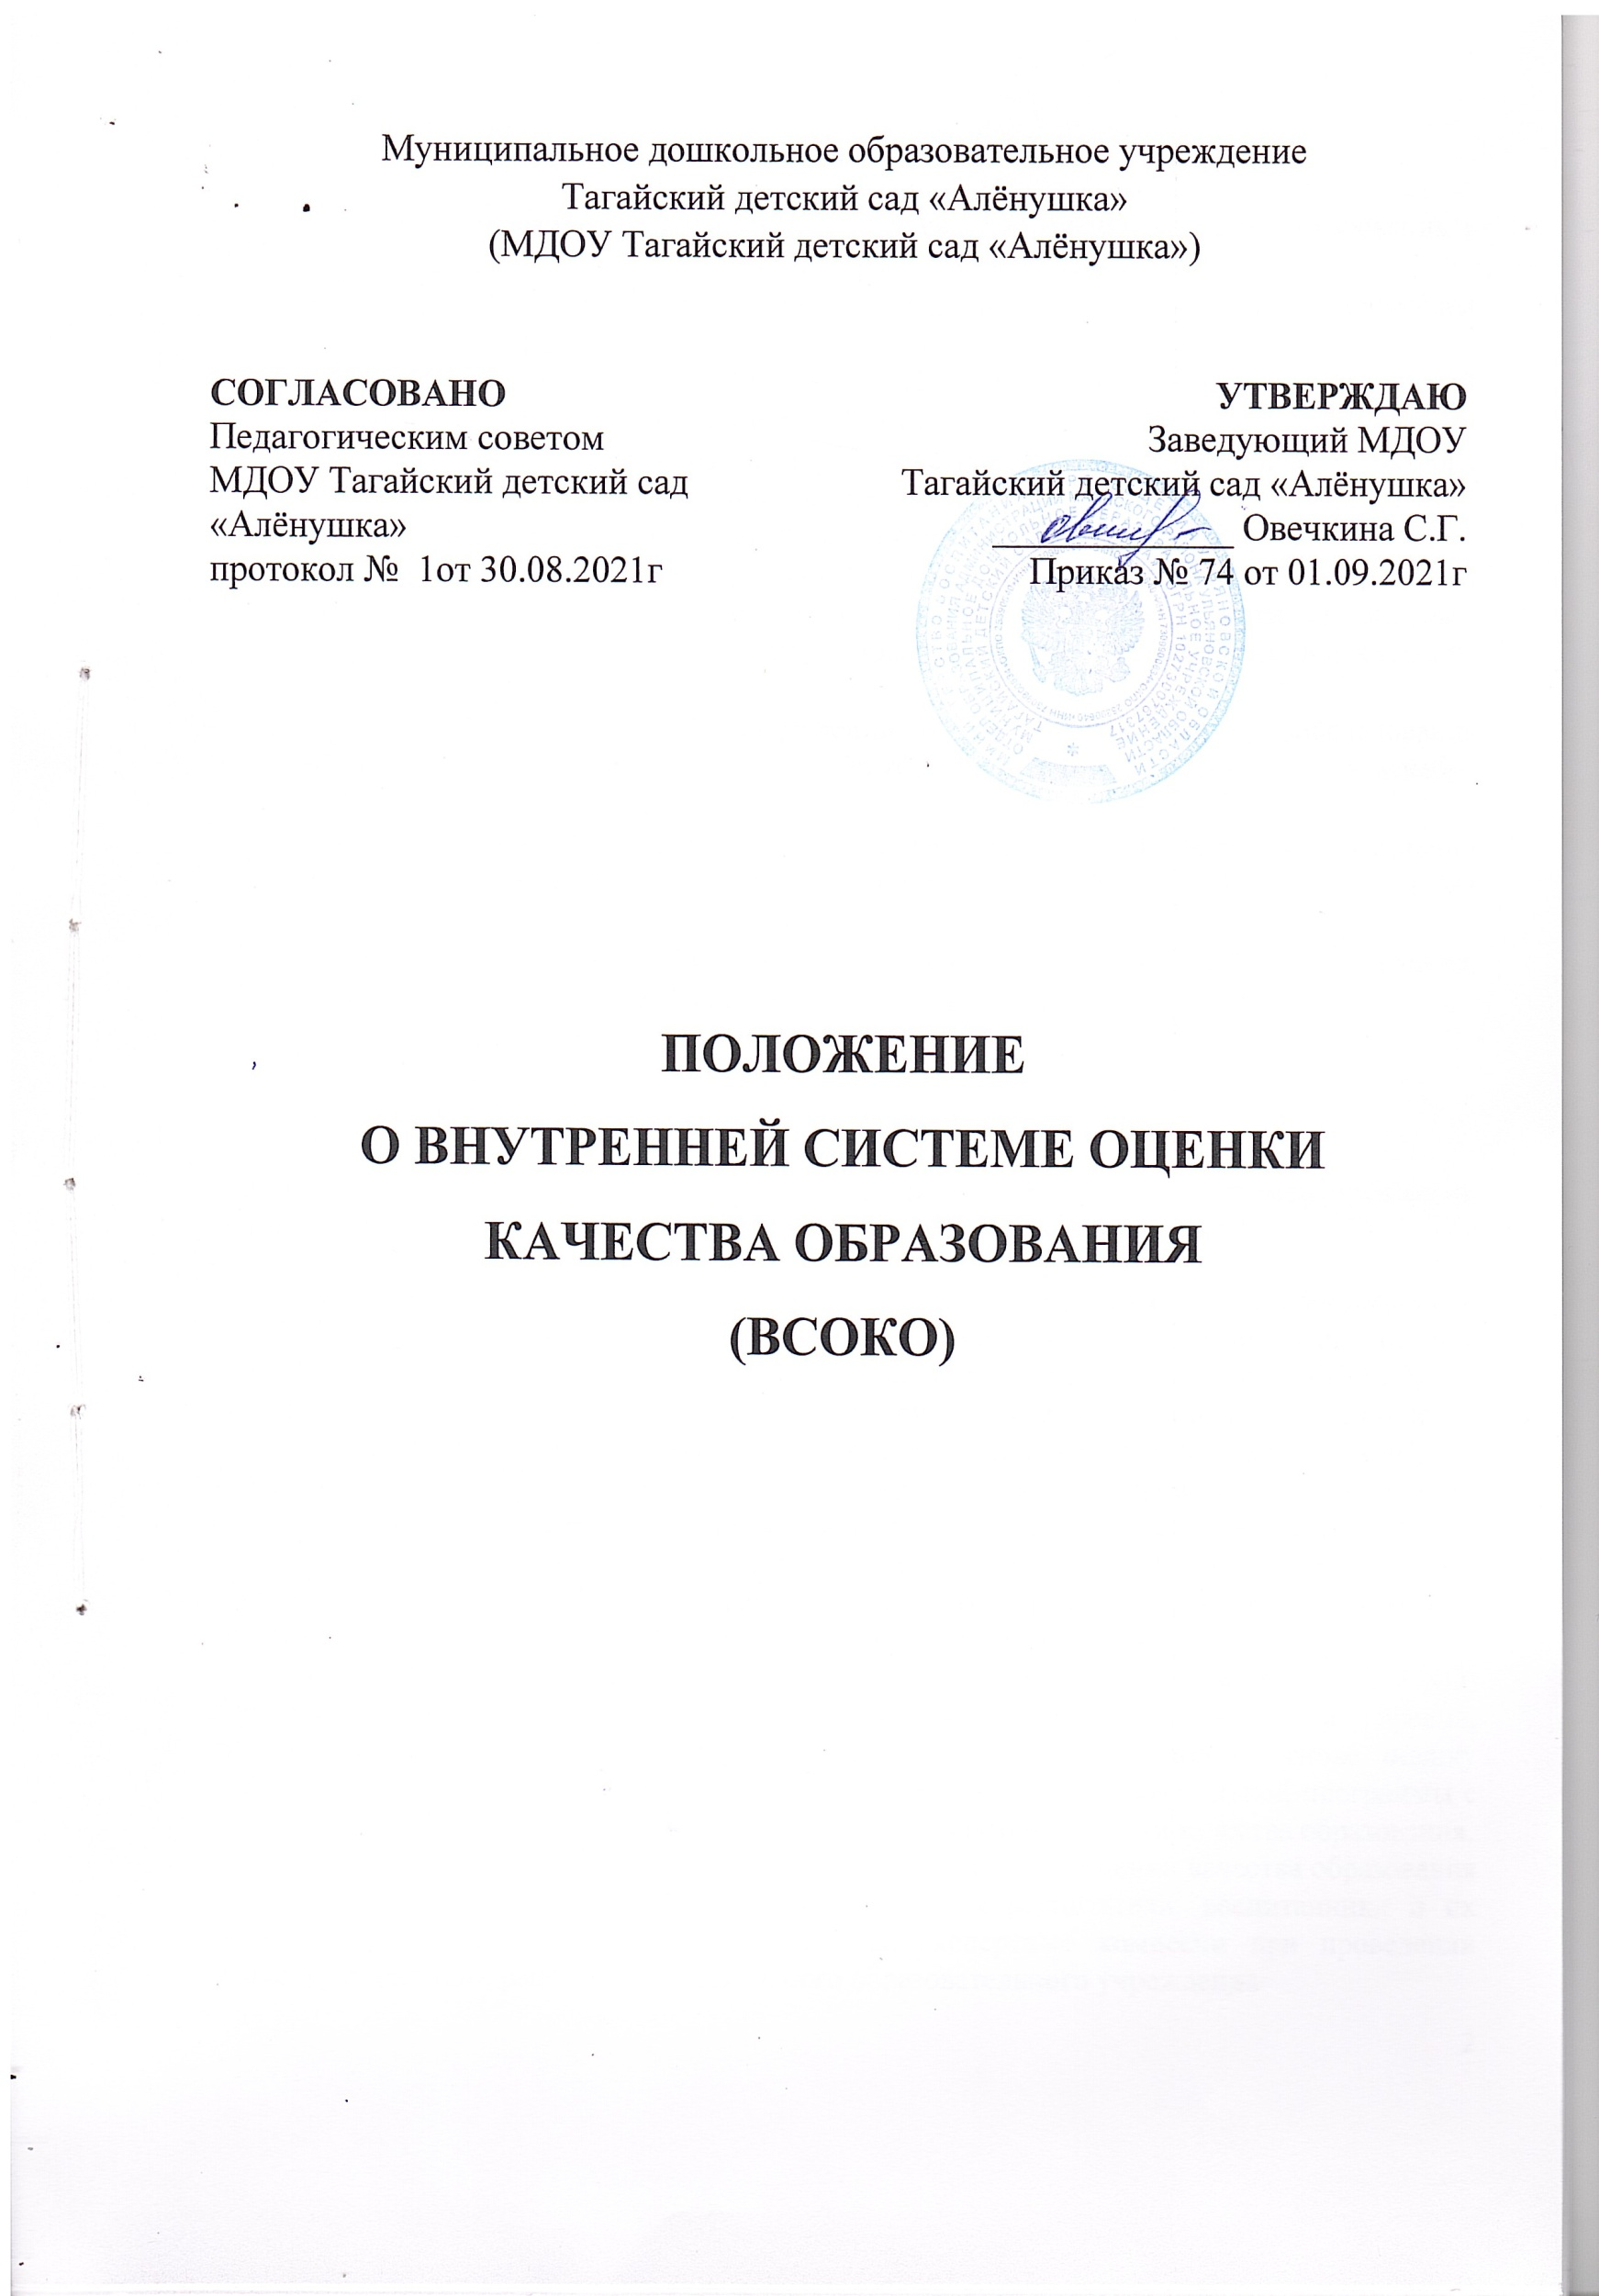 Муниципальное дошкольное образовательное учреждение
Тагайский детский сад «Алёнушка»
(МДОУ Тагайский детский сад «Алёнушка»)
СОГЛАСОВАНО
Педагогическим советом
МДОУ Тагайский детский сад
«Алёнушка»
протокол №  1от 30.08.2021г
УТВЕРЖДАЮ
Заведующий МДОУ
Тагайский детский сад «Алёнушка»
Овечкина С.Г.
Приказ № 74 от 01.09.2021г
ПОЛОЖЕНИЕ
О ВНУТРЕННЕЙ СИСТЕМЕ ОЦЕНКИ
КАЧЕСТВА ОБРАЗОВАНИЯ
(ВСОКО)